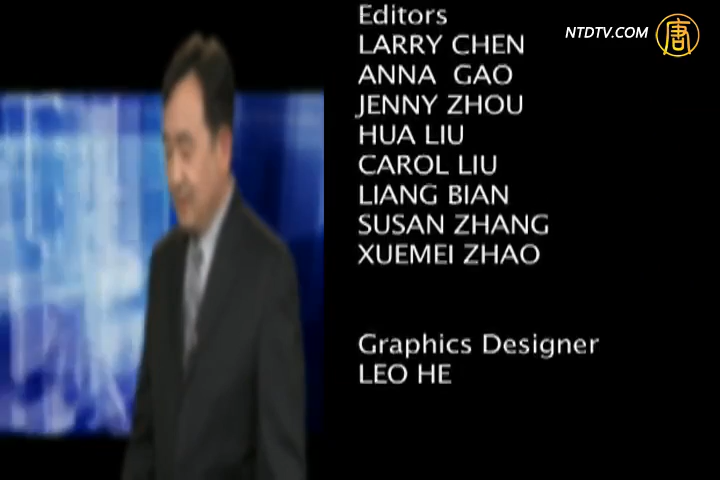 Editors
LARRY CHEN
ANNA GAO
JENNY ZHOU
HUA LIU
CAROL LIU
LIANG BIAN
SUSAN ZHANG
XUEMEI ZHAO
Graphics Designer
LEO HE
NTDTV.COM 唐